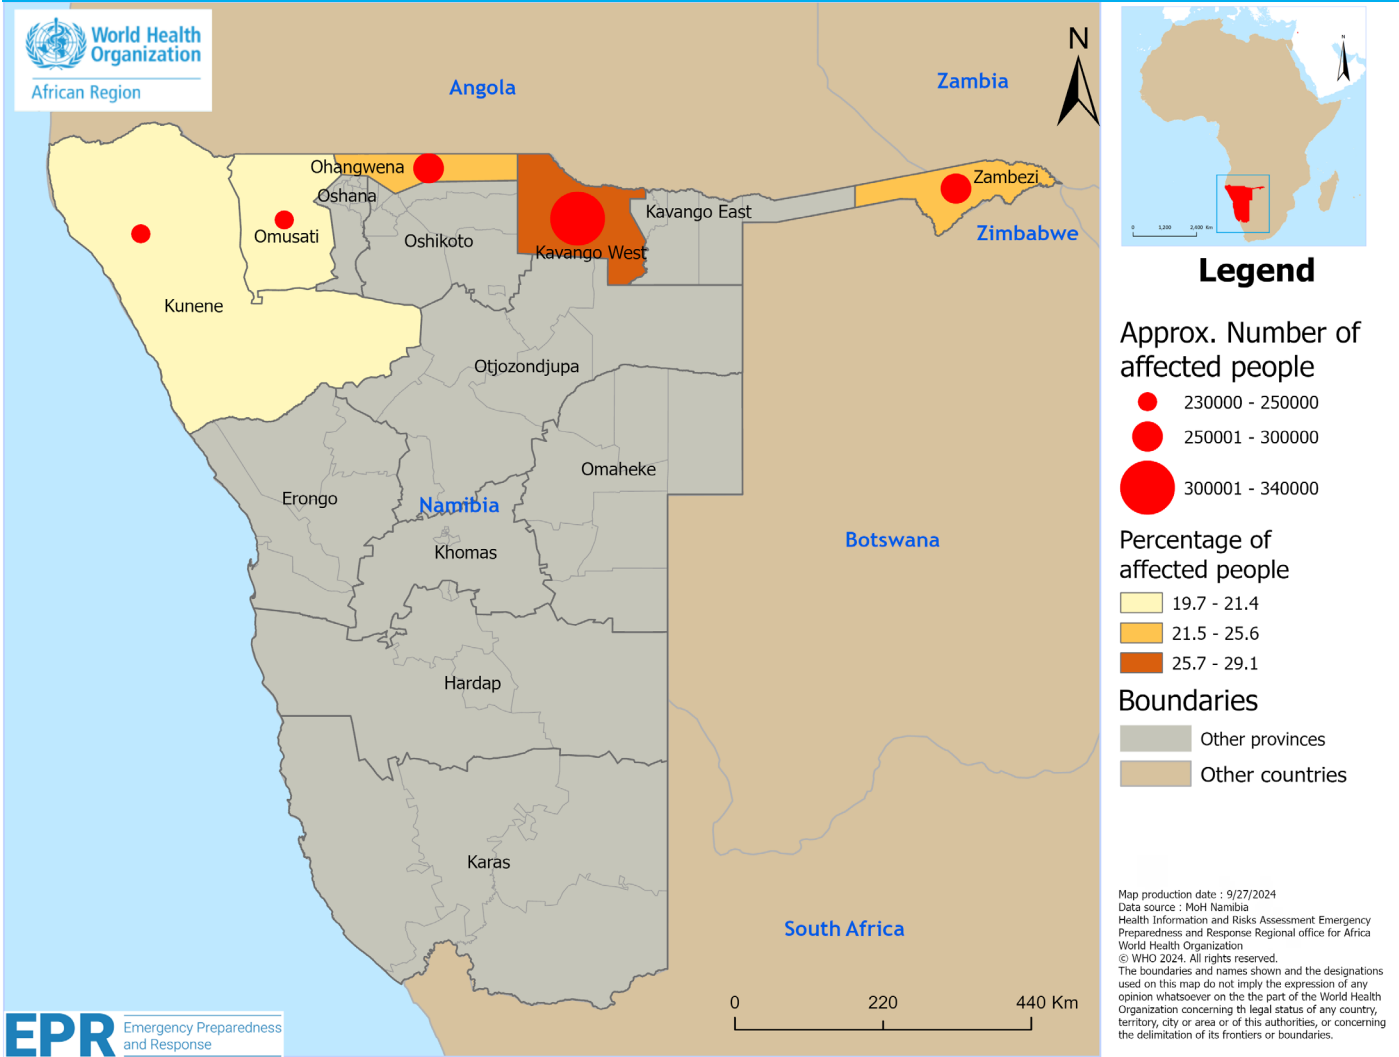 World Health
Organization
African Region
Angola
Zambia
N
Ohangwena
Oshana
Omusati
Oshikoto
Kavango West
Kavango East
Zambezi
Zimbabwe
Kunene
Otjozondjupa
Omaheke
Erongo
Namibia
Khomas
Botswana
Hardap
Karas
South Africa
0 220 440 Km
EPR
Emergency Preparedness
and Response
N
0 1,200 2,400 Km
Legend
Approx. Number of
affected people
230000 - 250000
250001 - 300000
300001 - 340000
Percentage of
affected people
19.7 - 21.4
21.5 - 25.6
25.7 - 29.1
Boundaries
Other provinces
Other countries
Map production date : 9/27/2024
Data source : MoH Namibia
Health Information and Risks Assessment Emergency
Preparedness and Response Regional office for Africa
World Health Organization
© WHO 2024. All rights reserved.
The boundaries and names shown and the designations
used on this map do not imply the expression of any
opinion whatsoever on the the part of the World Health
Organization concerning th legal status of any country,
territory, city or area or of this authorities, or concerning
the delimitation of its frontiers or boundaries.